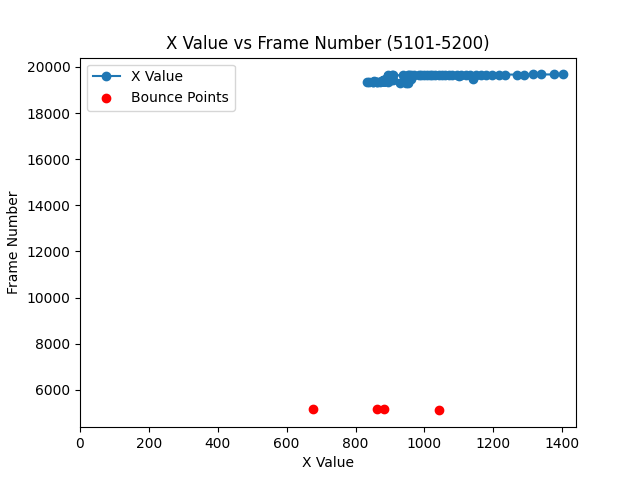 X Value vs Frame Number (5101-5200)
X Value
Bounce Points
20000
18000
16000
14000
12000
10000
8000
6000
Frame Number
0 200 400 600 800 1000 1200 1400
X Value